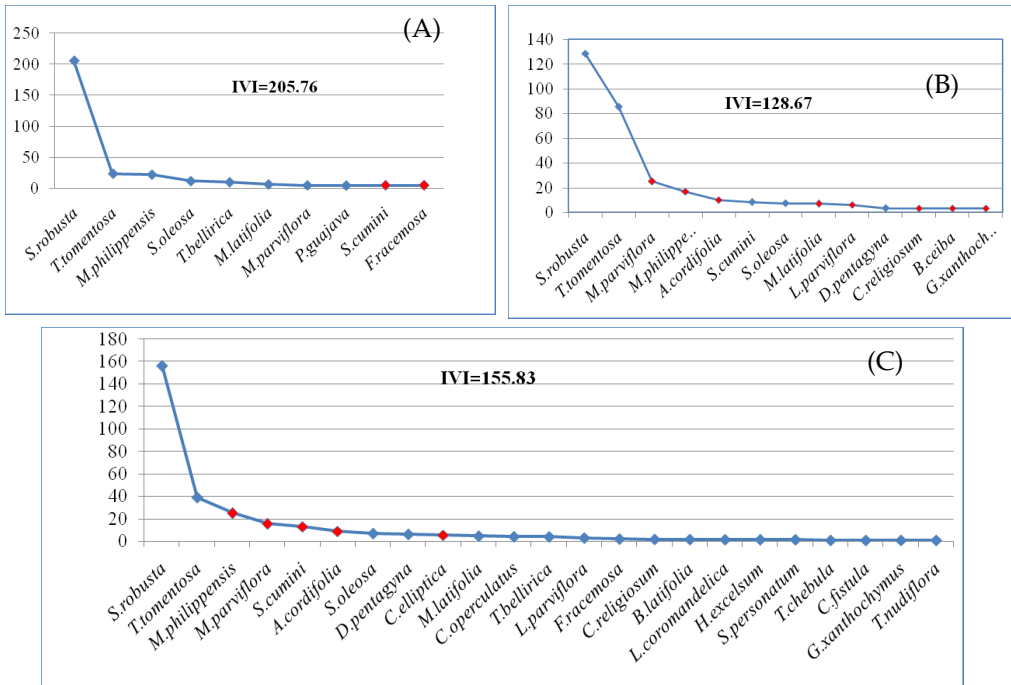 (A)
250
200
150
100
50
0
IVI=205.76
S.robusta
T.tomentosa
M.philippensis
S.oleosa
T.bellirica
M.latifolia
M.parviflora
P.guajava
S.cumini
F.racemosa
(B)
140
120
100
80
60
40
20
0
IVI=128.67
S.robusta
T.tomentosa
M.parviflora
M.philippe...
A.cordifolia
S.cumini
S.oleosa
M.latifolia
L.parviflora
D.pentagyna
C.religiosum
B.ceiba
G.xanthoch...
(C)
180
160
140
120
100
80
60
40
20
0
IVI=155.83
S.robusta
T.tomentosa
M.philippensis
M.parviflora
S.cumini
A.cordifolia
S.oleosa
D.pentagyna
C.elliptica
M.latifolia
C.operculatus
T.bellirica
L.parviflora
F.racemosa
C.religiosum
B.latifolia
L.coromandelica
H.excelsum
S.personatum
T.chebula
C.fistula
G.xanthochymus
T.nudiflora